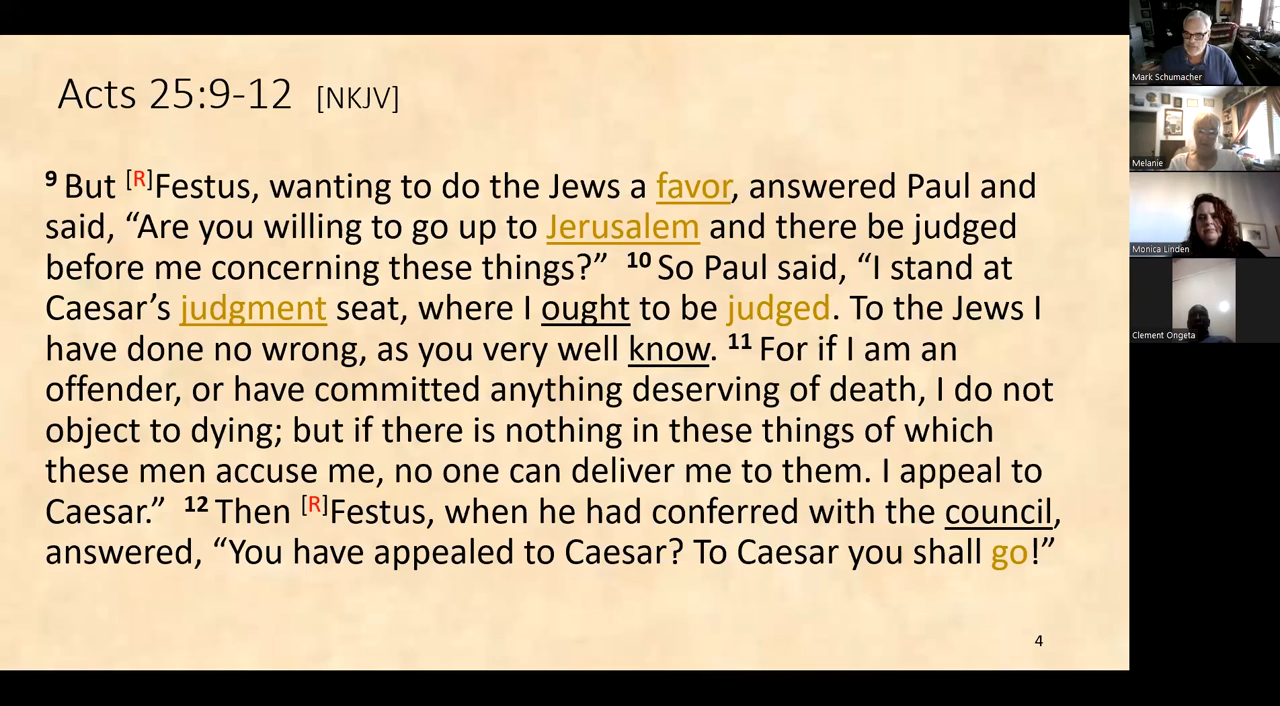 Acts 25:9-12 [NKJV]
9 But [R]Festus, wanting to do the Jews a favor, answered Paul and
said, “Are you willing to go up to Jerusalem and there be judged
before me concerning these things?” 10 So Paul said, “I stand at
Caesar’s judgment seat, where I ought to be judged. To the Jews I
have done no wrong, as you very well know. 11 For if I am an
offender, or have committed anything deserving of death, I do not
object to dying; but if there is nothing in these things of which
these men accuse me, no one can deliver me to them. I appeal to
Caesar.” 12 Then [R]Festus, when he had conferred with the council,
answered, “You have appealed to Caesar? To Caesar you shall go!”
4
Mark Schumacher
Melanie
Monica Linden
Clement Ongeta